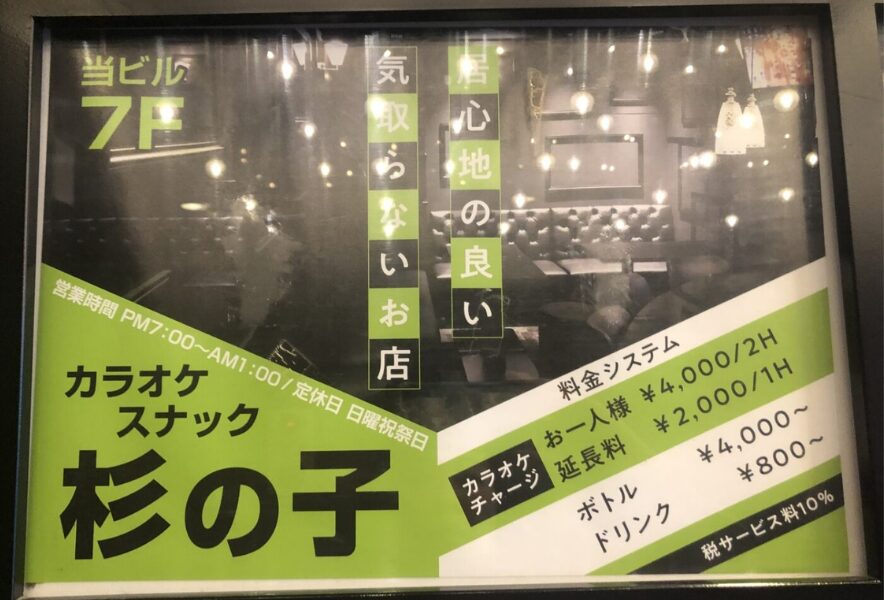 当ビル
7F
居心地の良い
気取らないお店
営業時間 PM7:00〜AM1:00/定休日 日曜祝祭日
カラオケ
スナック
杉の子
料金システム
カラオケ
チャージ
お一人様 ¥4,000/2H
延長料 ¥2,000/1H
ボトル ¥4,000~
ドリンク ¥800~
税サービス料10%